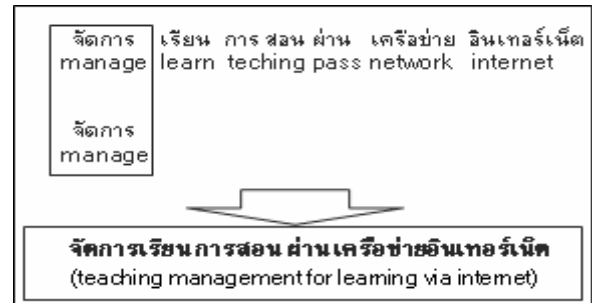 จัดการ เรียน การ สอน ผ่าน เครือข่าย อินเทอร์เน็ต
manage learn teching pass network internet
จัดการ
manage
จัดการเรียนการสอน ผ่านเครือข่ายอินเทอร์เน็ต
(teaching management for learning via internet)